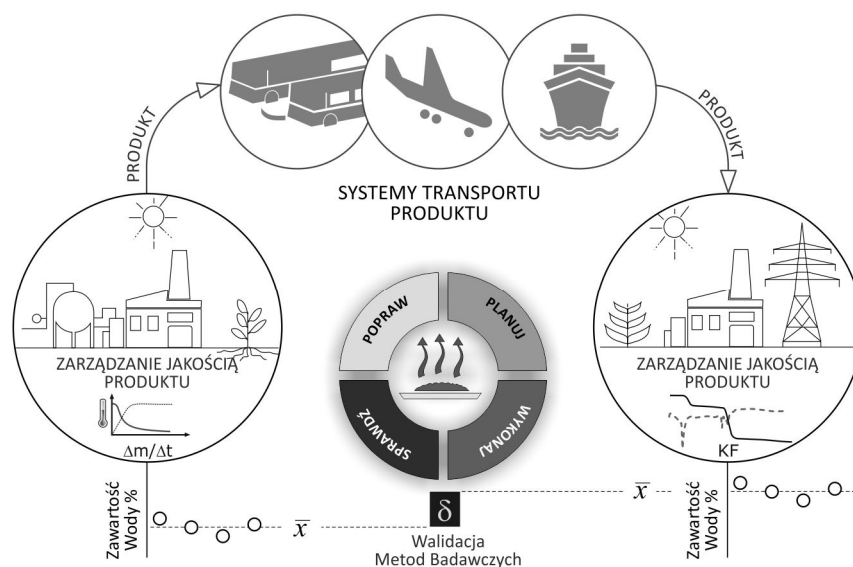 PRODUKT
PRODUKT
SYSTEMY TRANSPORTU
PRODUKTU
POPRAW
PLANUJ
SPRAWDŹ
WYKONAJ
ZARZĄDZANIE JAKOŚCIĄ
PRODUKTU
Δm/Δt
ZARZĄDZANIE JAKOŚCIĄ
PRODUKTU
KF
Zawartość
Wody %
x̅
δ
x̅
Zawartość
Wody %
Walidacja
Metod Badawczych